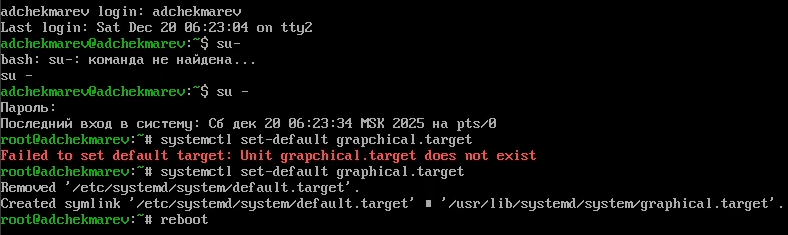 adchekmarev login: adchekmarev
Last login: Sat Dec 20 06:23:04 on tty2
adchekmarev@adchekmarev:~$ su-
bash: su-: команда не найдена...
su -
adchekmarev@adchekmarev:~$ su -
Пароль:
Последний вход в систему: Сб дек 20 06:23:34 MSK 2025 на pts/0
root@adchekmarev:~# systemctl set-default grapchical.target
Failed to set default target: Unit grapchical.target does not exist
root@adchekmarev:~# systemctl set-default graphical.target
Removed '/etc/systemd/system/default.target'.
Created symlink '/etc/systemd/system/default.target' ∎ '/usr/lib/systemd/system/graphical.target'.
root@adchekmarev:~# reboot